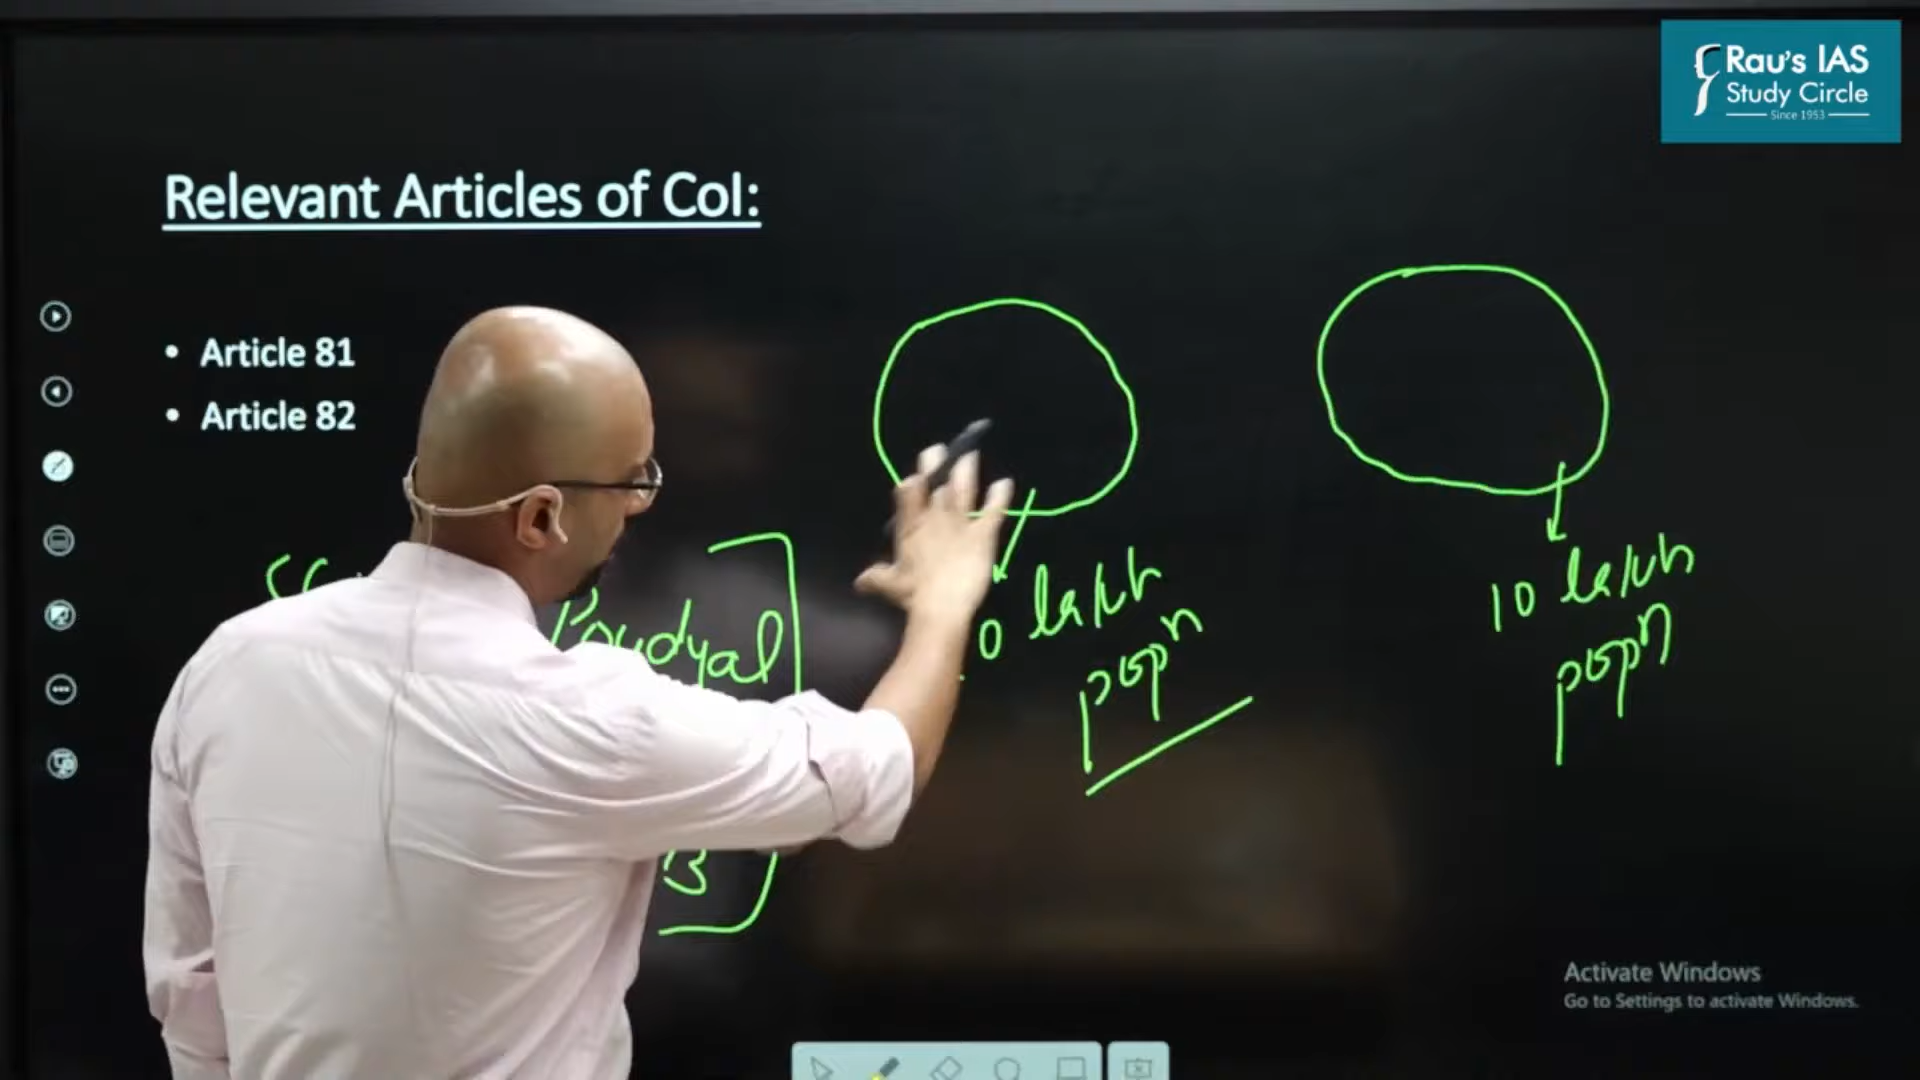 Rau's IAS
Study Circle
Since 1953
Relevant Articles of CoI:
• Article 81
• Article 82
Poudyal
0 lakh
popn
10 lakh
popn
Activate Windows
Go to Settings to activate Windows.